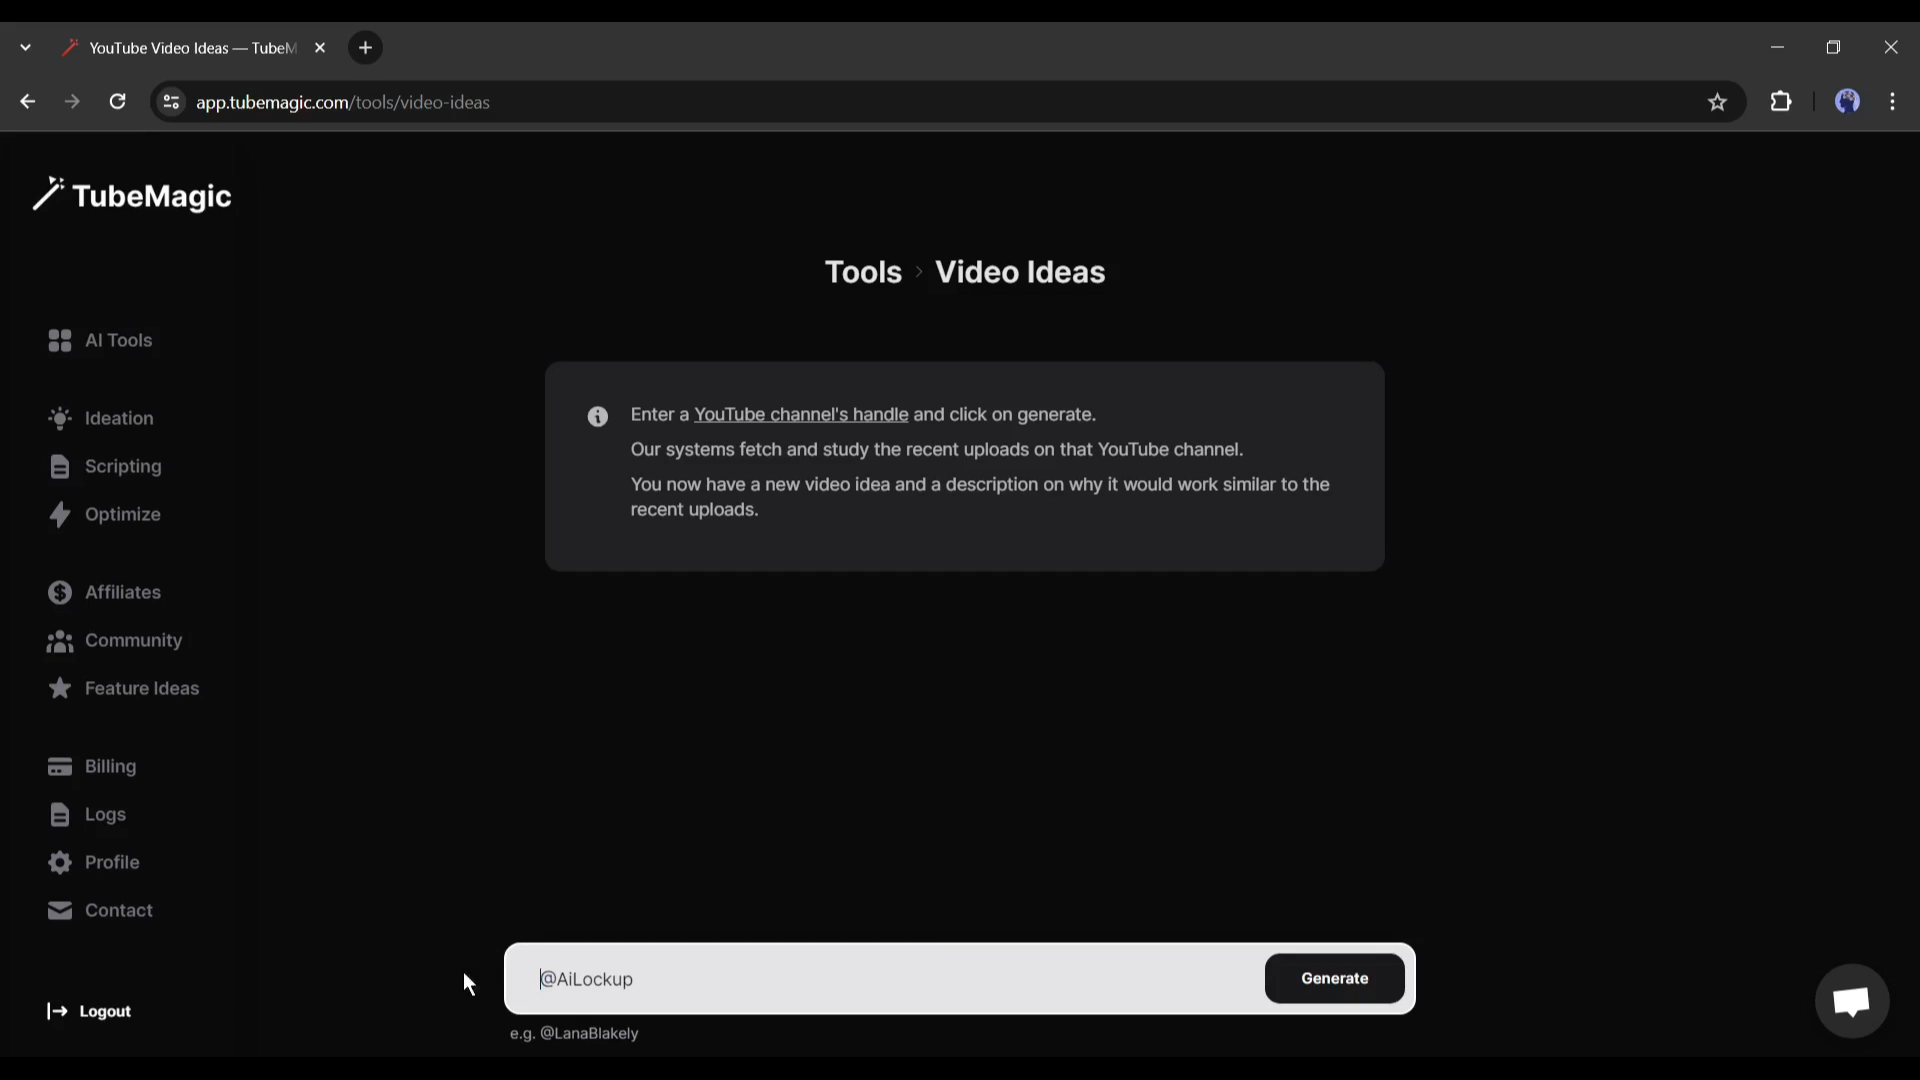 YouTube Video Ideas — TubeM
app.tubemagic.com/tools/video-ideas
TubeMagic
Tools > Video Ideas
AI Tools
Ideation
Scripting
Optimize
Affiliates
Community
Feature Ideas
Billing
Logs
Profile
Contact
Logout
Enter a YouTube channel's handle and click on generate.
Our systems fetch and study the recent uploads on that YouTube channel.
You now have a new video idea and a description on why it would work similar to the
recent uploads.
@AiLockup
Generate
e.g. @LanaBlakely